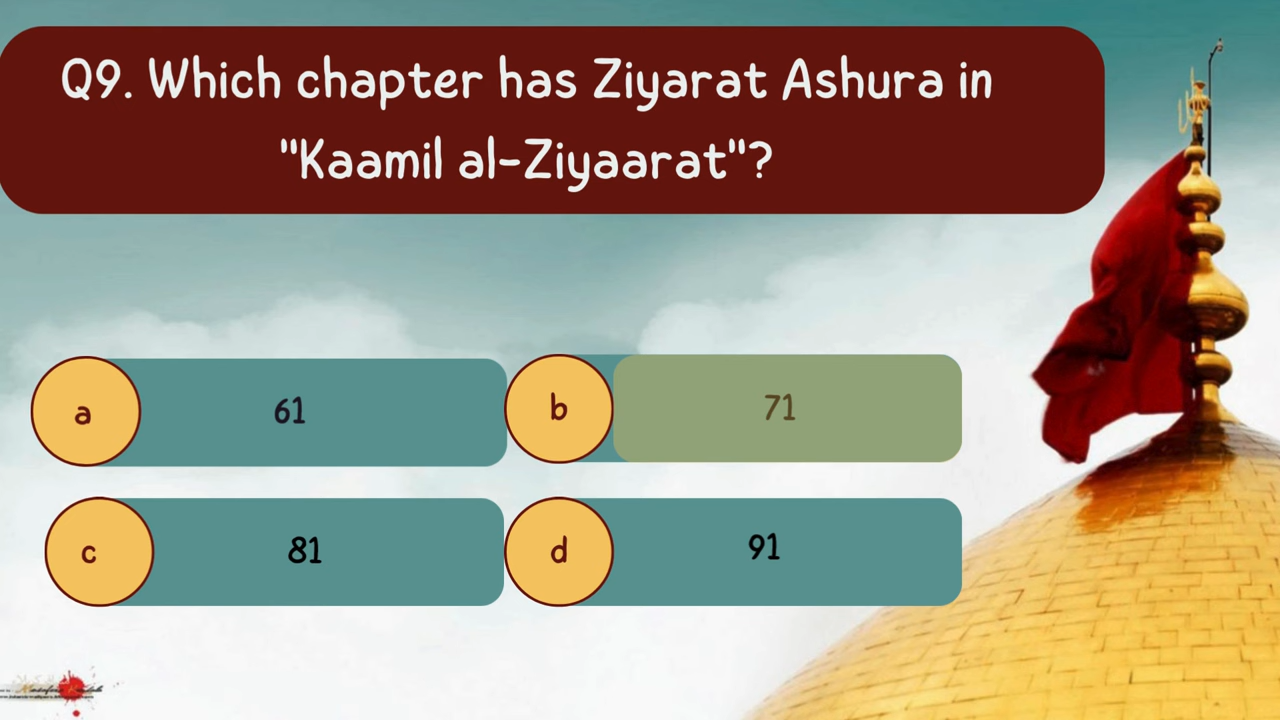 Q9. Which chapter has Ziyarat Ashura in
"Kaamil al-Ziyaarat"?
a 61
b 71
c 81
d 91